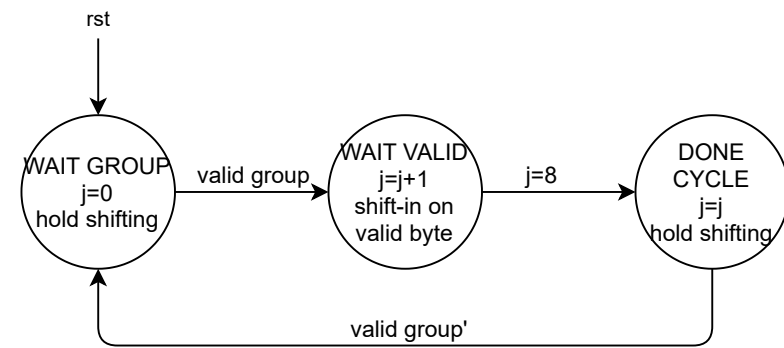 rst
WAIT GROUP
j=0
hold shifting
valid group
WAIT VALID
j=j+1
shift-in on
valid byte
j=8
DONE
CYCLE
j=j
hold shifting
valid group'